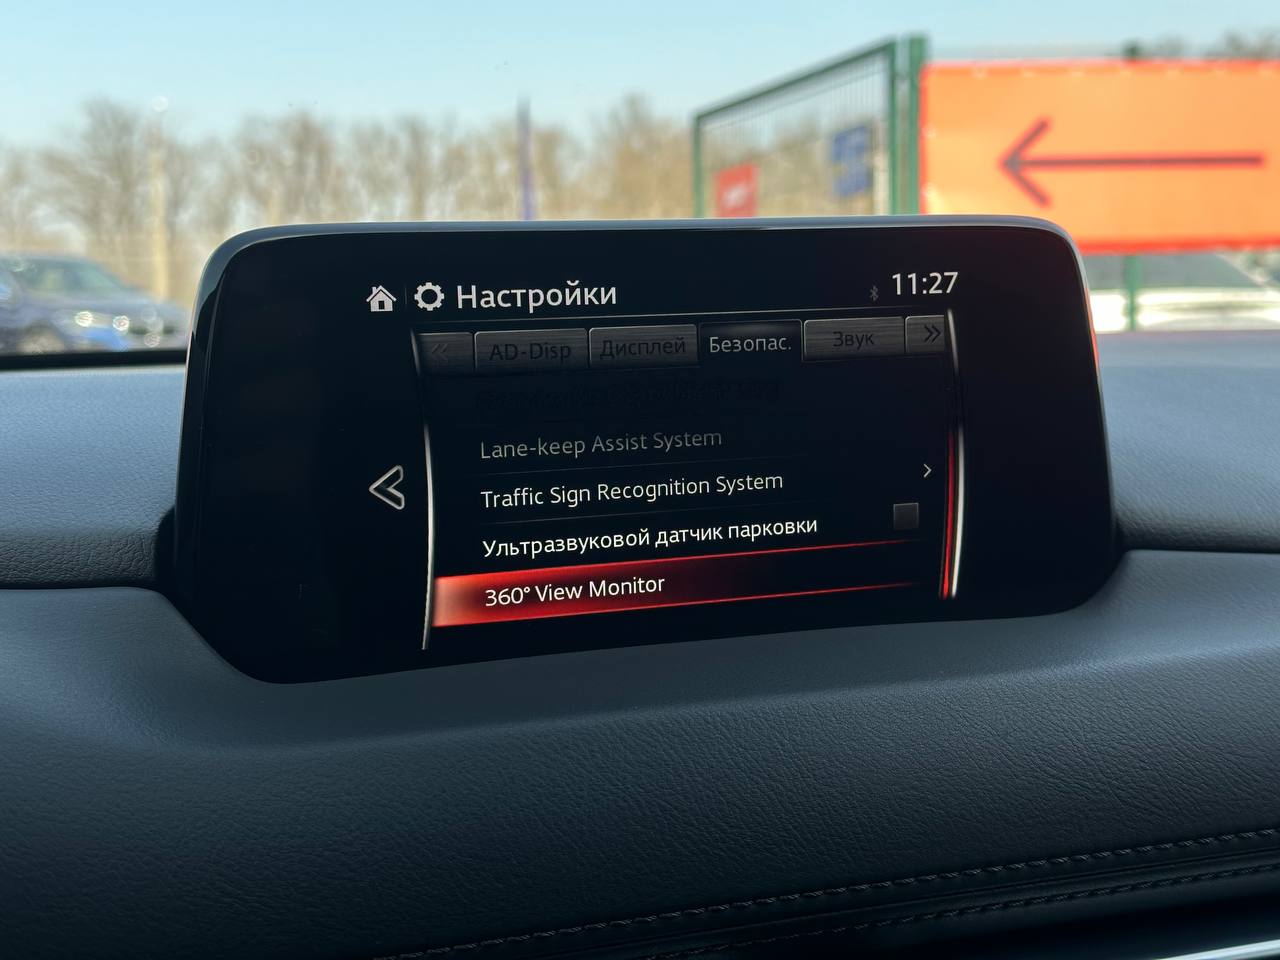 Настройки
11:27
AD-Disp
Дисплей
Безопас.
Звук
Lane-keep Assist System
Traffic Sign Recognition System
Ультразвуковой датчик парковки
360° View Monitor